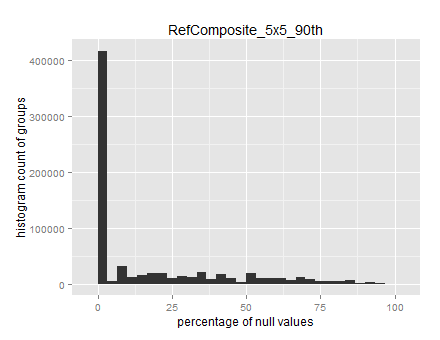 RefComposite_5x5_90th
histogram count of groups
400000
300000
200000
100000
0
0 25 50 75 100
percentage of null values